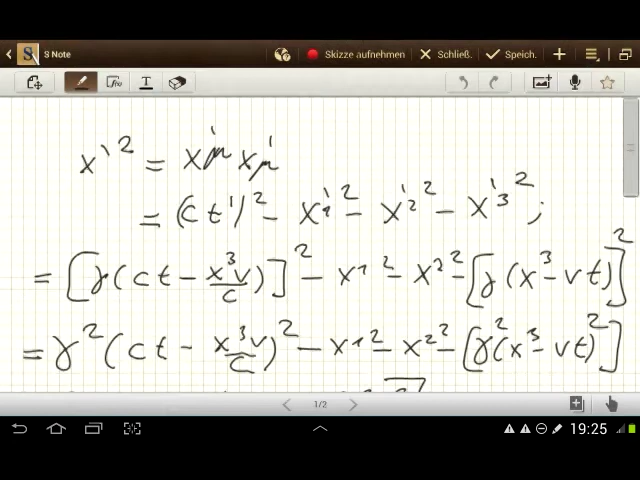 S Note
Skizze aufnehmen Schließ. Speich.
T
x'² = x'^μ x'_μ
= (ct')² - x'¹² - x'²² - x'³²;
= [γ(ct - x³v/c)]² - x¹² - x²² - [γ(x³ - vt)]²
= γ²(ct - x³v/c)² - x¹² - x²² - [γ²(x³ - vt)²]
1/2
19:25